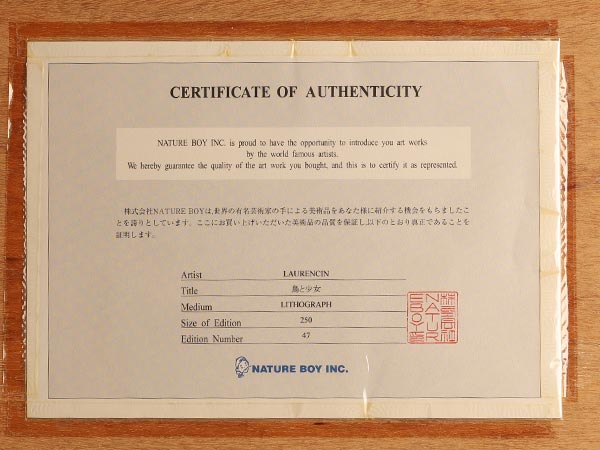 CERTIFICATE OF AUTHENTICITY
NATURE BOY INC. is proud to have the opportunity to introduce you art works
by the world famous artists.
We hereby guarantee the quality of the art work you bought, and this is to certify it as represented.
株式会社NATURE BOYは、世界の有名芸術家の手による美術品をあなた様に紹介する機会をもちましたこ
とを誇りとしています。ここにお買い上げいただいた美術品の品質を保証し以下のとおり真正であることを
証明します。
Artist LAURENCIN
Title 鳥と少女
Medium LITHOGRAPH
Size of Edition 250
Edition Number 47
NATURE BOY INC.